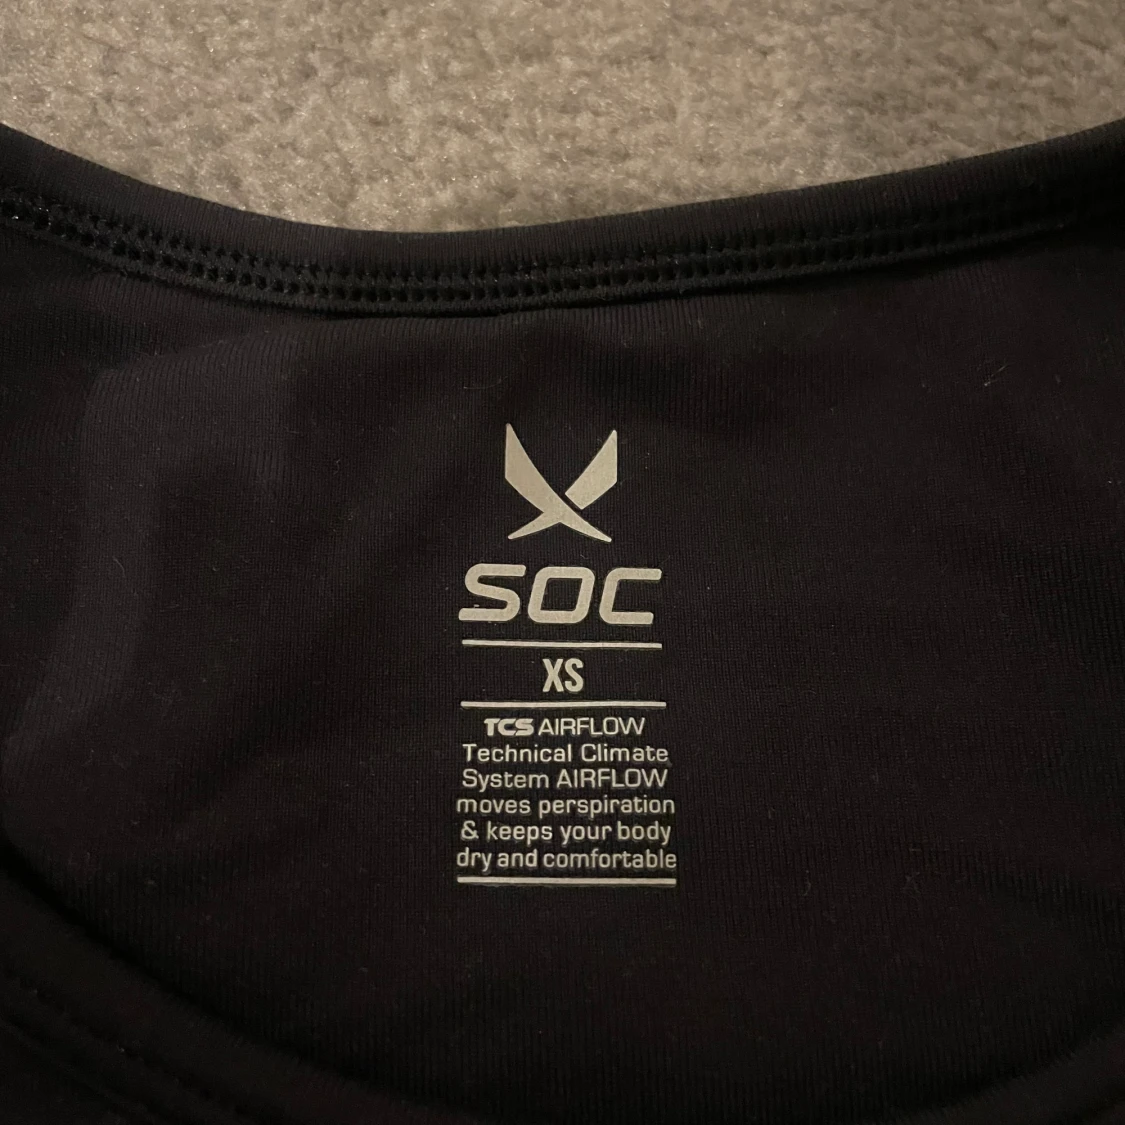 SOC
XS
TCS AIRFLOW
Technical Climate
System AIRFLOW
moves perspiration
& keeps your body
dry and comfortable